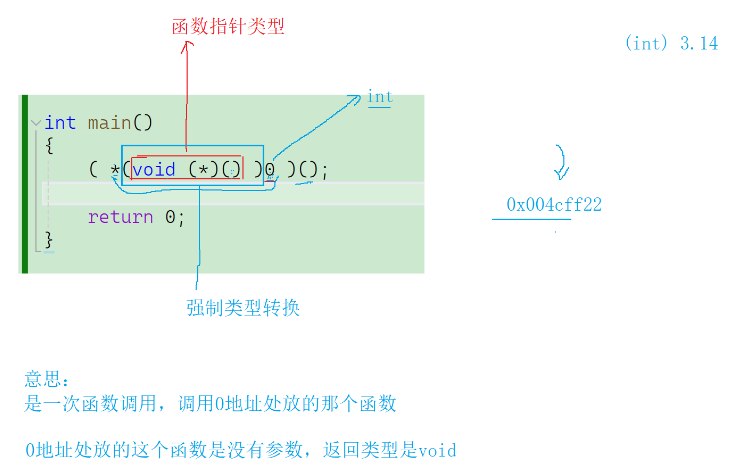 函数指针类型
(int) 3.14
int
int main()
{
( *(void (*)() )0 )();
0x004cff22
return 0;
}
强制类型转换
意思:
是一次函数调用，调用0地址处放的那个函数
0地址处放的这个函数是没有参数，返回类型是void